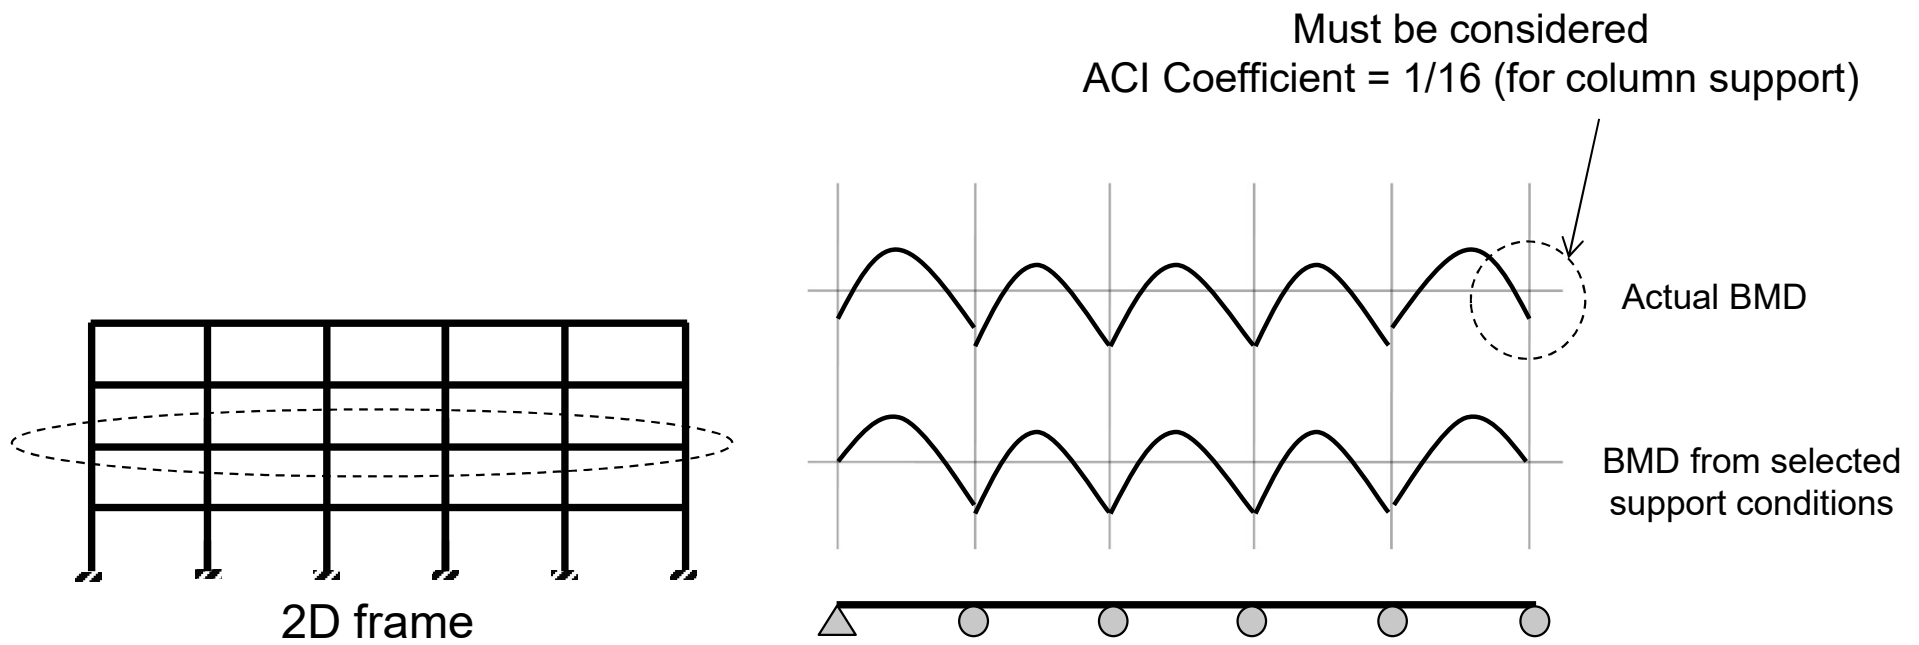 Must be considered
ACI Coefficient = 1/16 (for column support)
Actual BMD
BMD from selected
support conditions
2D frame